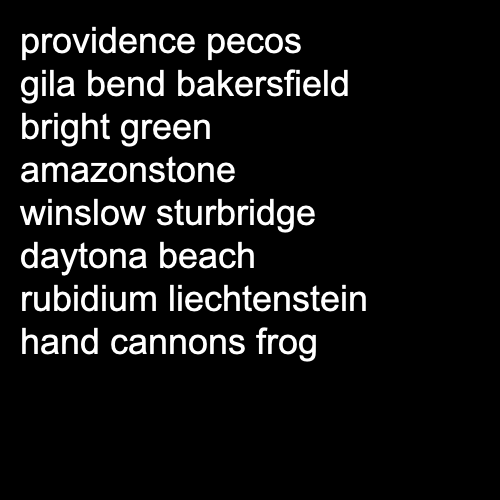 providence pecos
gila bend bakersfield
bright green
amazonstone
winslow sturbridge
daytona beach
rubidium liechtenstein
hand cannons frog